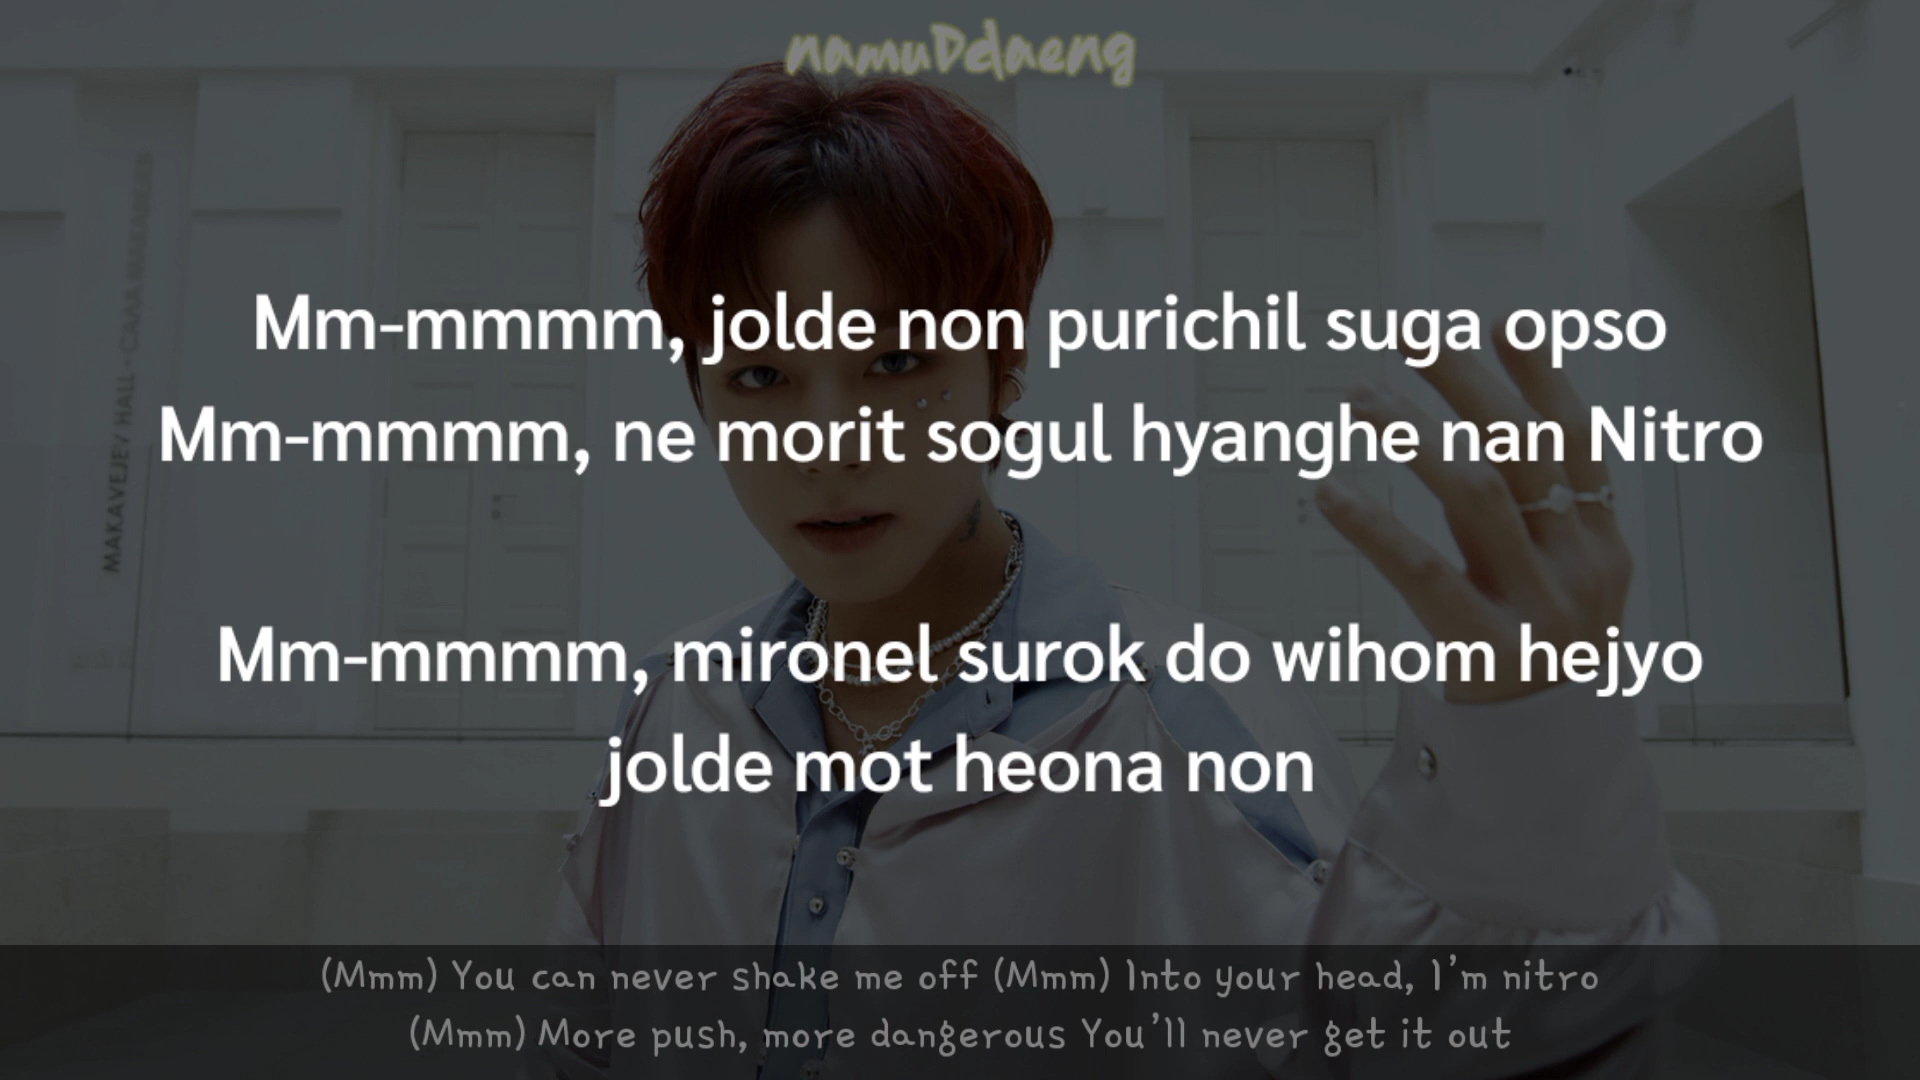 namuDdaeng
Mm-mmmm, jolde non purichil suga opso
Mm-mmmm, ne morit sogul hyanghe nan Nitro
Mm-mmmm, mironel surok do wihom hejyo
jolde mot heona non
(Mmm) You can never shake me off (Mmm) Into your head, I'm nitro
(Mmm) More push, more dangerous You'll never get it out
MAKAVEJEV HALL